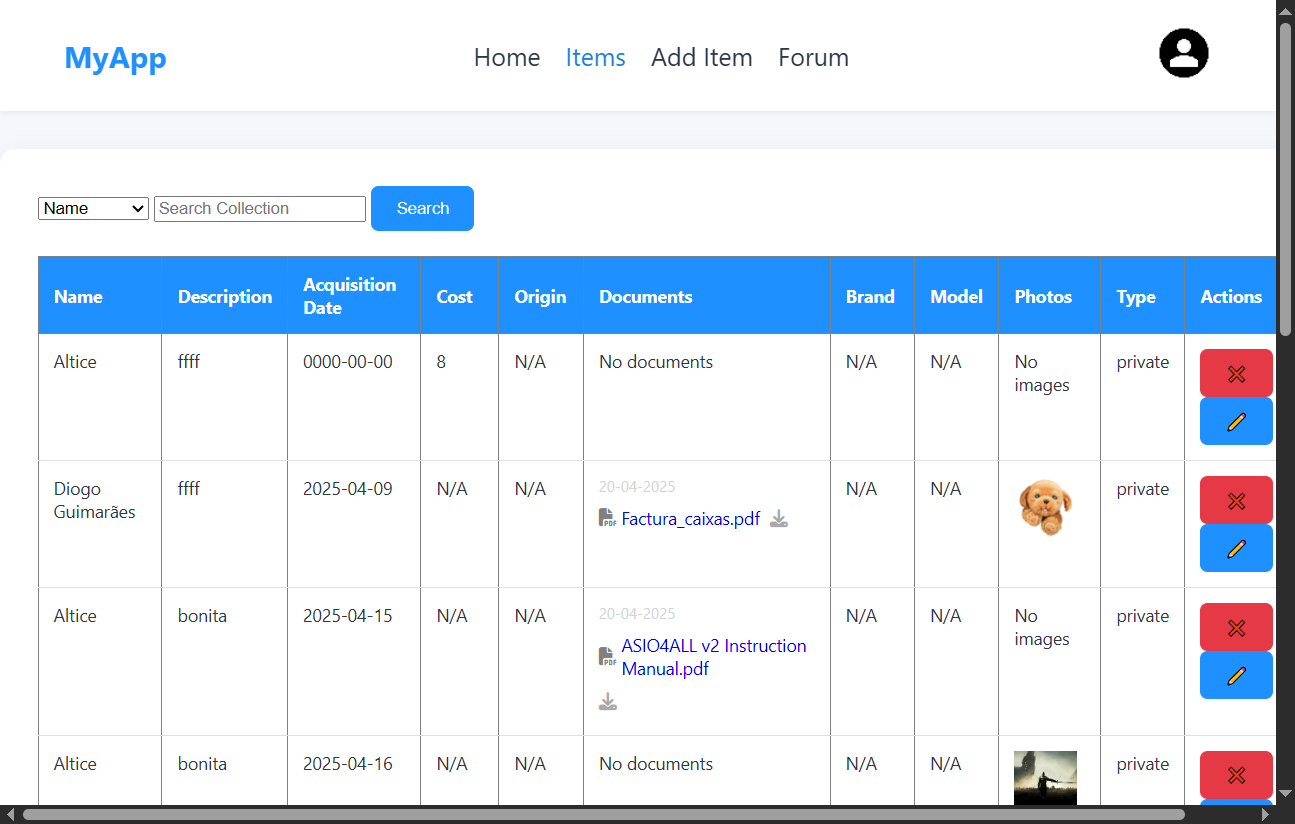 MyApp
Home Items Add Item Forum
Name Search Collection Search
Name Description Acquisition Date Cost Origin Documents Brand Model Photos Type Actions
Altice ffff 0000-00-00 8 N/A N/A No documents N/A N/A No images private
Diogo Guimarães ffff 2025-04-09 N/A N/A 20-04-2025 PDF Factura_caixas.pdf N/A N/A private
Altice bonita 2025-04-15 N/A N/A 20-04-2025 PDF ASIO4ALL v2 Instruction Manual.pdf N/A N/A No images private
Altice bonita 2025-04-16 N/A N/A No documents N/A N/A private